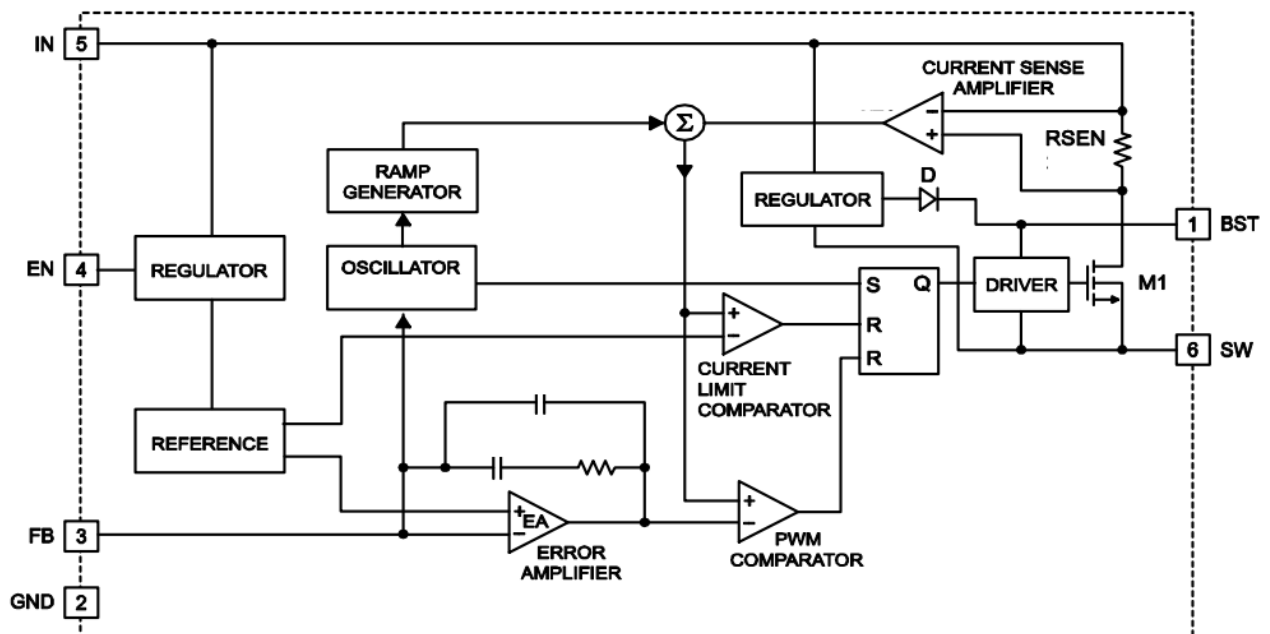 IN 5
CURRENT SENSE
AMPLIFIER
Σ
−
+
RSEN
RAMP
GENERATOR
D
REGULATOR
1 BST
EN 4
REGULATOR
OSCILLATOR
DRIVER
M1
S Q
R
R
+
−
6 SW
CURRENT
LIMIT
COMPARATOR
REFERENCE
+
−
EA
ERROR
AMPLIFIER
+
−
PWM
COMPARATOR
FB 3
GND 2